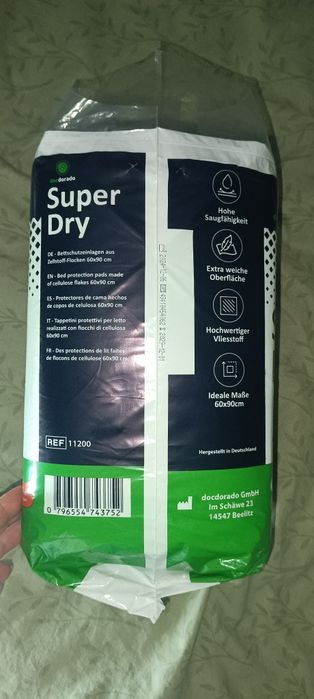 docdorado
Super
Dry
DE - Bettschutzeinlagen aus
Zellstoff-Flocken 60x90 cm
EN - Bed protection pads made
of cellulose flakes 60x90 cm
ES - Protectores de cama hechos
de copos de celulosa 60x90 cm
IT - Tappetini protettivi per letto
realizzati con fiocchi di cellulosa
60x90 cm
FR - Des protections de lit faites
de flocons de cellulose 60x90 cm
REF 11200
0 796554 743752
Hohe
Saugfähigkeit
Extra weiche
Oberfläche
Hochwertiger
Vliesstoff
Ideale Maße
60x90cm
Hergestellt in Deutschland
docdorado GmbH
Im Schäwe 23
14547 Beelitz